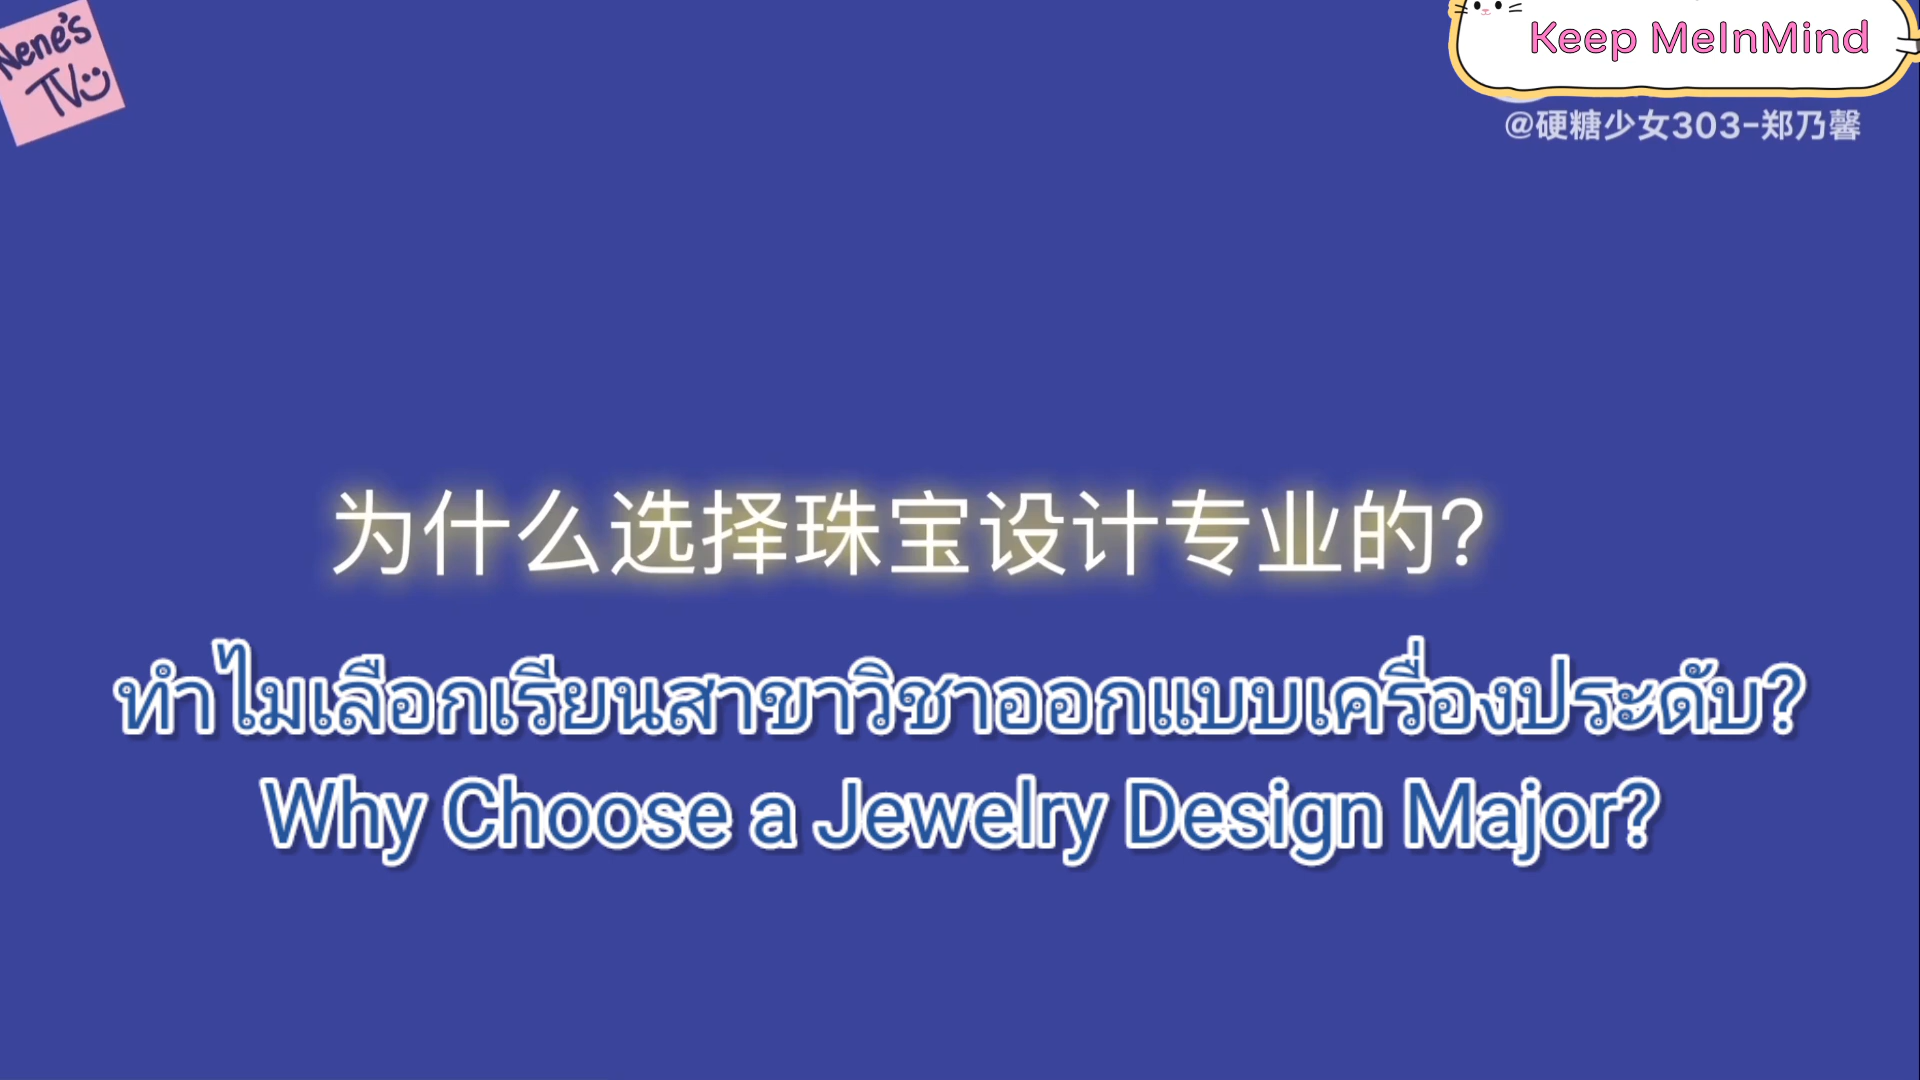 Nene's
TV
Keep MeInMind
@硬糖少女303-郑乃馨
为什么选择珠宝设计专业的?
ทำไมเลือกเรียนสาขาวิชาออกแบบเครื่องประดับ?
Why Choose a Jewelry Design Major?